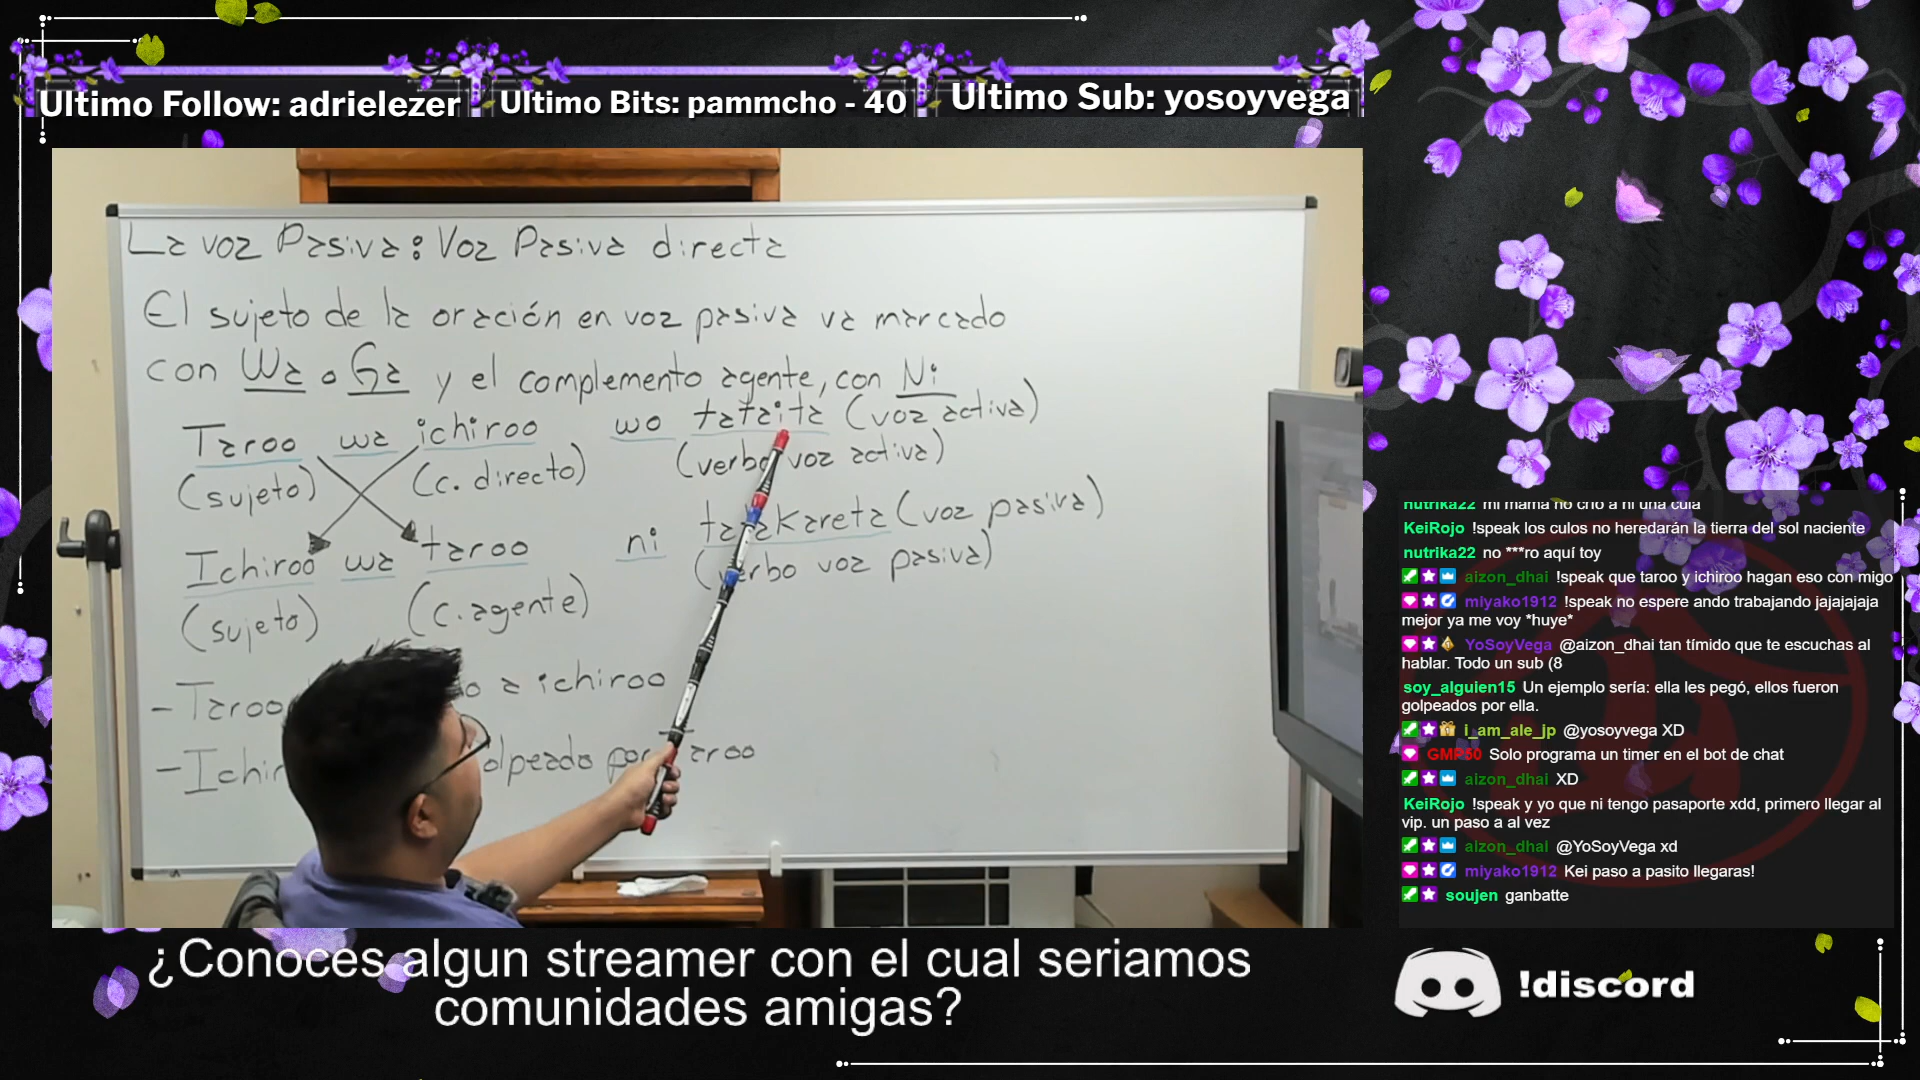 Ultimo Follow: adrielezer
Ultimo Bits: pammcho - 40
Ultimo Sub: yosoyvega
La voz Pasiva: Voz Pasiva directa
El sujeto de la oración en voz pasiva va marcado
con Wa o Ga y el complemento agente, con Ni
Taroo wa ichiroo wo tataita (voz activa)
(sujeto) (c. directo) (verbo voz activa)
Ichiroo wa taroo ni tatakareta (voz pasiva)
(sujeto) (c. agente) (verbo voz pasiva)
- Taroo a ichiroo
- Ichir olpeado por Taroo
nutrika22
KeiRojo !speak los culos no heredarán la tierra del sol naciente
nutrika22 no ***ro aquí toy
aizon_dhai !speak que taroo y ichiroo hagan eso con migo
miyako1912 !speak no espere ando trabajando jajajajaja
mejor ya me voy *huye*
YoSoyVega @aizon_dhai tan tímido que te escuchas al
hablar. Todo un sub (8
soy_alguien15 Un ejemplo sería: ella les pegó, ellos fueron
golpeados por ella.
i_am_ale_jp @yosoyvega XD
GMR50 Solo programa un timer en el bot de chat
aizon_dhai XD
KeiRojo !speak y yo que ni tengo pasaporte xdd, primero llegar al
vip. un paso a al vez
aizon_dhai @YoSoyVega xd
miyako1912 Kei paso a pasito llegaras!
soujen ganbatte
¿Conoces algun streamer con el cual seriamos
comunidades amigas?
!discord